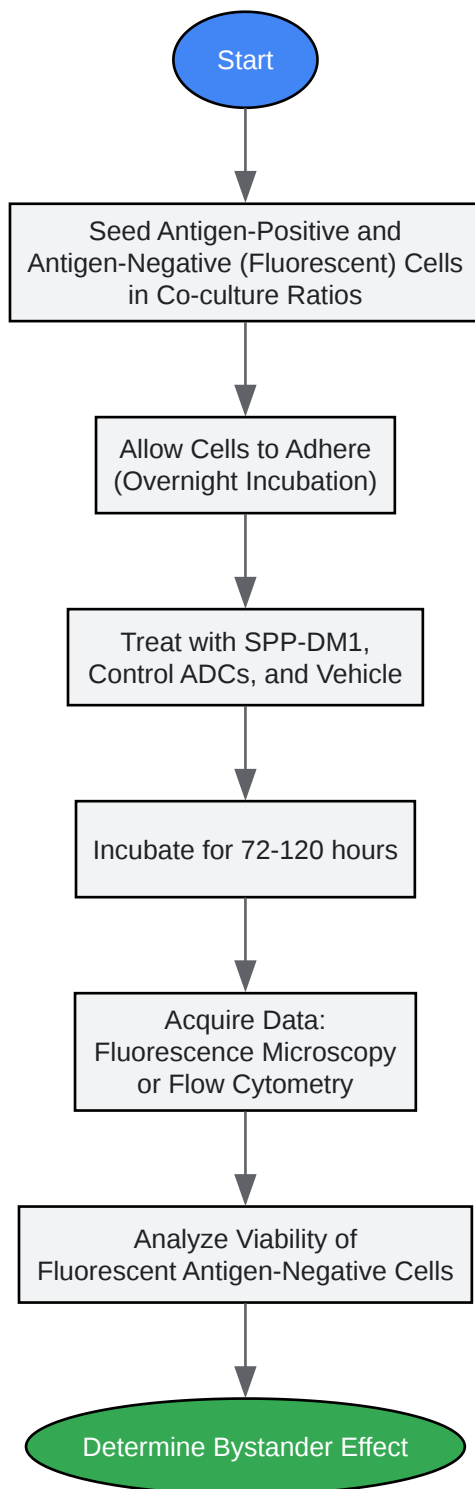 Start
Seed Antigen-Positive and
Antigen-Negative (Fluorescent) Cells
in Co-culture Ratios
Allow Cells to Adhere
(Overnight Incubation)
Treat with SPP-DM1,
Control ADCs, and Vehicle
Incubate for 72-120 hours
Acquire Data:
Fluorescence Microscopy
or Flow Cytometry
Analyze Viability of
Fluorescent Antigen-Negative Cells
Determine Bystander Effect